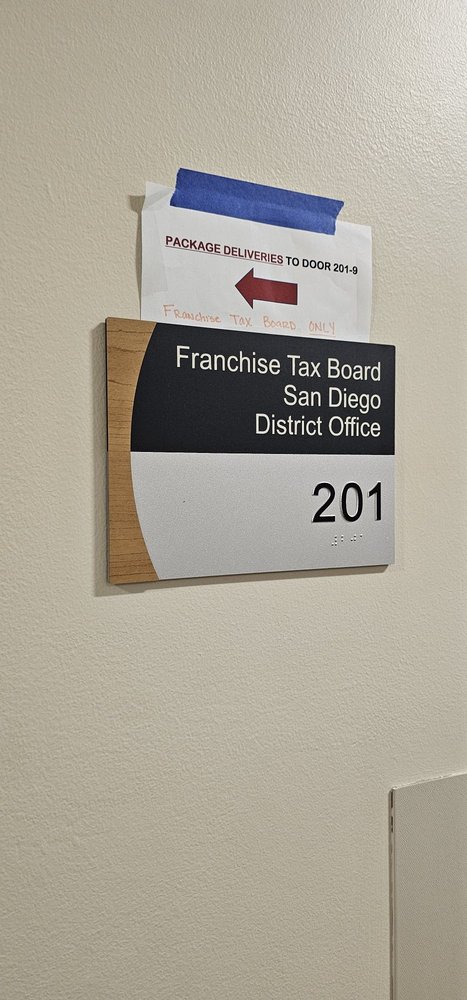 PACKAGE DELIVERIES TO DOOR 201-9
Franchise Tax Board ONLY
Franchise Tax Board
San Diego
District Office
201